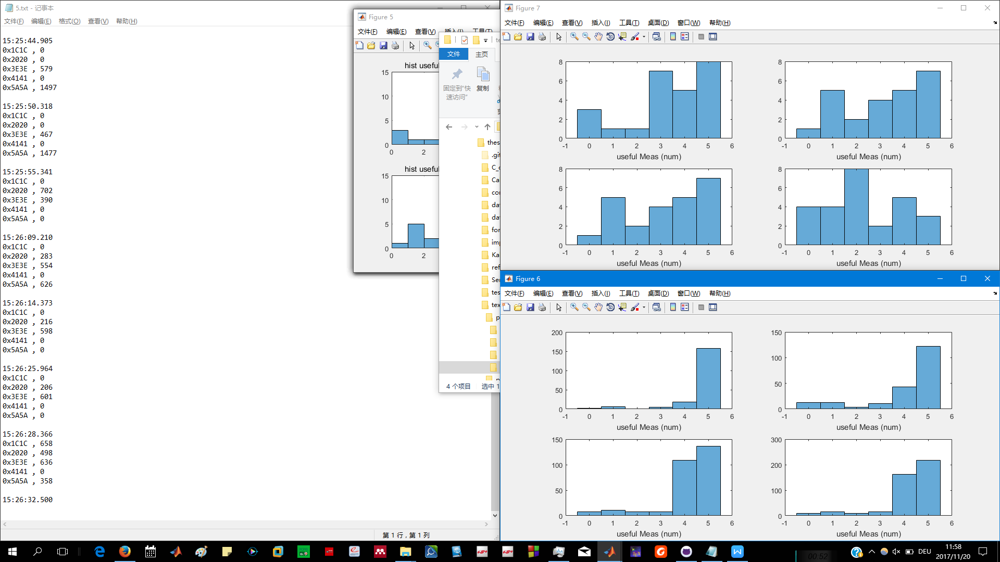 5.txt - 记事本
文件(F) 编辑(E) 格式(O) 查看(V) 帮助(H)
15:25:44.905
0x1C1C , 0
0x2020 , 0
0x3E3E , 579
0x4141 , 0
0x5A5A , 1497
15:25:50.318
0x1C1C , 0
0x2020 , 0
0x3E3E , 467
0x4141 , 0
0x5A5A , 1477
15:25:55.341
0x1C1C , 0
0x2020 , 702
0x3E3E , 390
0x4141 , 0
0x5A5A , 0
15:26:09.210
0x1C1C , 0
0x2020 , 283
0x3E3E , 554
0x4141 , 0
0x5A5A , 626
15:26:14.373
0x1C1C , 0
0x2020 , 216
0x3E3E , 598
0x4141 , 0
0x5A5A , 0
15:26:25.964
0x1C1C , 0
0x2020 , 206
0x3E3E , 601
0x4141 , 0
0x5A5A , 0
15:26:28.366
0x1C1C , 658
0x2020 , 498
0x3E3E , 636
0x4141 , 0
0x5A5A , 358
15:26:32.500
第 1 行，第 1 列
Figure 5
文件(F) 编辑(E) 查看(V) 插入(I) 工具(T)
hist useful
15
10
5
0
0 2
hist useful
15
10
5
0
0 2
文件 主页
固定到"快
速访问"
复制
thes
.git
C_
Ca
con
dat
dat
for
imp
Ka
ref
Ser
tes
tex
p
4 个项目 选中 1
Figure 7
文件(F) 编辑(E) 查看(V) 插入(I) 工具(T) 桌面(D) 窗口(W) 帮助(H)
8
6
4
2
0
-1 0 1 2 3 4 5 6
useful Meas (num)
8
6
4
2
0
-1 0 1 2 3 4 5 6
useful Meas (num)
8
6
4
2
0
-1 0 1 2 3 4 5 6
useful Meas (num)
8
6
4
2
0
-1 0 1 2 3 4 5 6
useful Meas (num)
Figure 6
文件(F) 编辑(E) 查看(V) 插入(I) 工具(T) 桌面(D) 窗口(W) 帮助(H)
200
150
100
50
0
-1 0 1 2 3 4 5 6
useful Meas (num)
150
100
50
0
-1 0 1 2 3 4 5 6
useful Meas (num)
150
100
50
0
-1 0 1 2 3 4 5 6
useful Meas (num)
300
200
100
0
-1 0 1 2 3 4 5 6
useful Meas (num)
00:52
DEU
11:58
2017/11/20